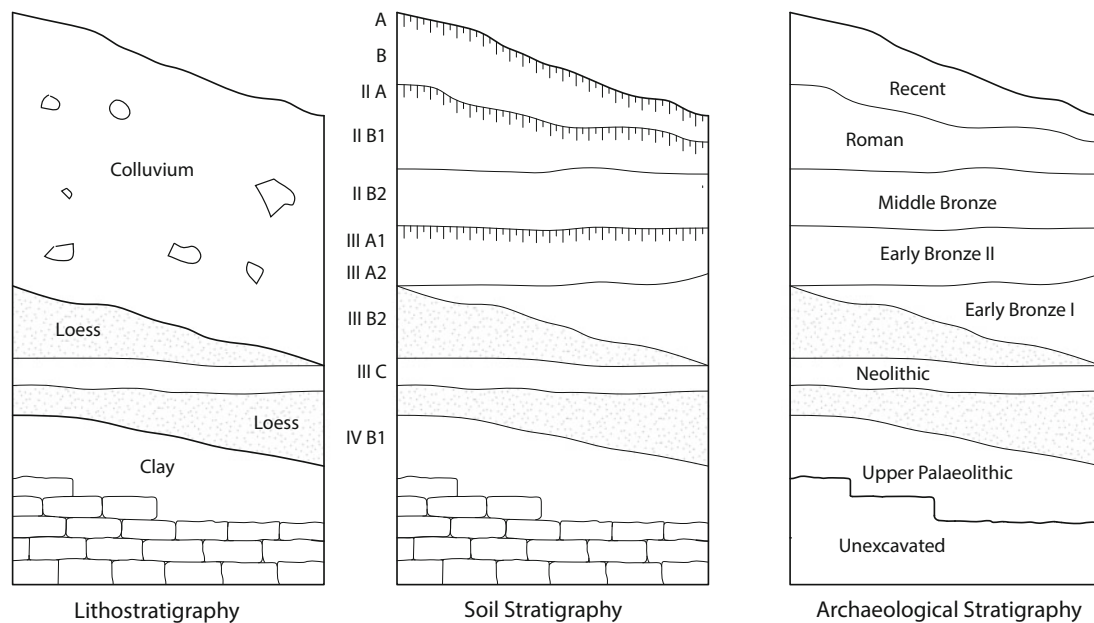 Colluvium
Loess
Loess
Clay
Lithostratigraphy
A
B
II A
II B1
II B2
III A1
III A2
III B2
III C
IV B1
Soil Stratigraphy
Recent
Roman
Middle Bronze
Early Bronze II
Early Bronze I
Neolithic
Upper Palaeolithic
Unexcavated
Archaeological Stratigraphy